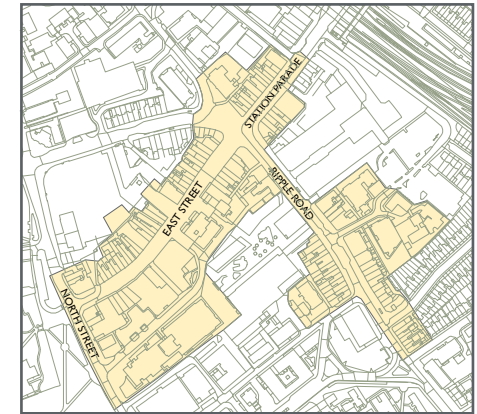 STATION PARADE
RIPPLE ROAD
EAST STREET
NORTH STREET